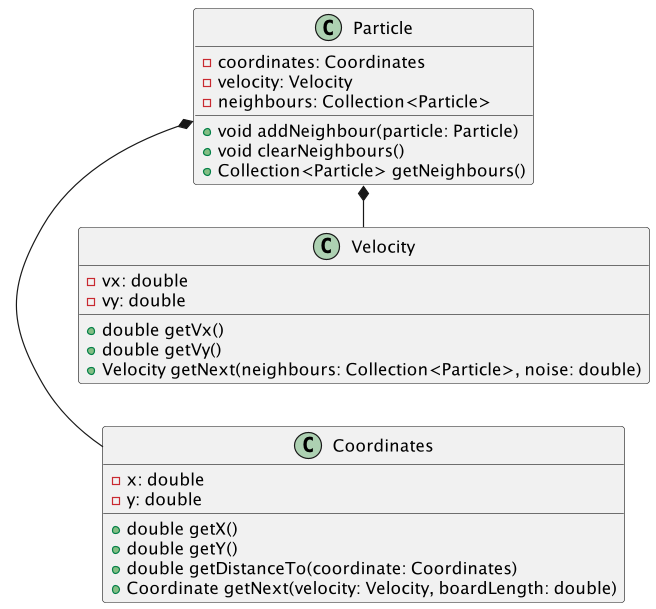 C Particle
coordinates: Coordinates
velocity: Velocity
neighbours: Collection<Particle>
void addNeighbour(particle: Particle)
void clearNeighbours()
Collection<Particle> getNeighbours()
C Velocity
vx: double
vy: double
double getVx()
double getVy()
Velocity getNext(neighbours: Collection<Particle>, noise: double)
C Coordinates
x: double
y: double
double getX()
double getY()
double getDistanceTo(coordinate: Coordinates)
Coordinate getNext(velocity: Velocity, boardLength: double)